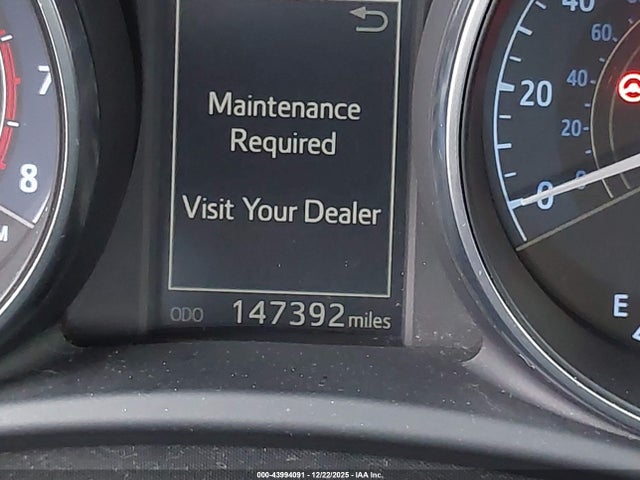 Maintenance
Required
Visit Your Dealer
ODO 147392 miles
7
8
M
40
60
20
40
20
0
0
E
000-43994091 - 12/22/2025 - IAA Inc.